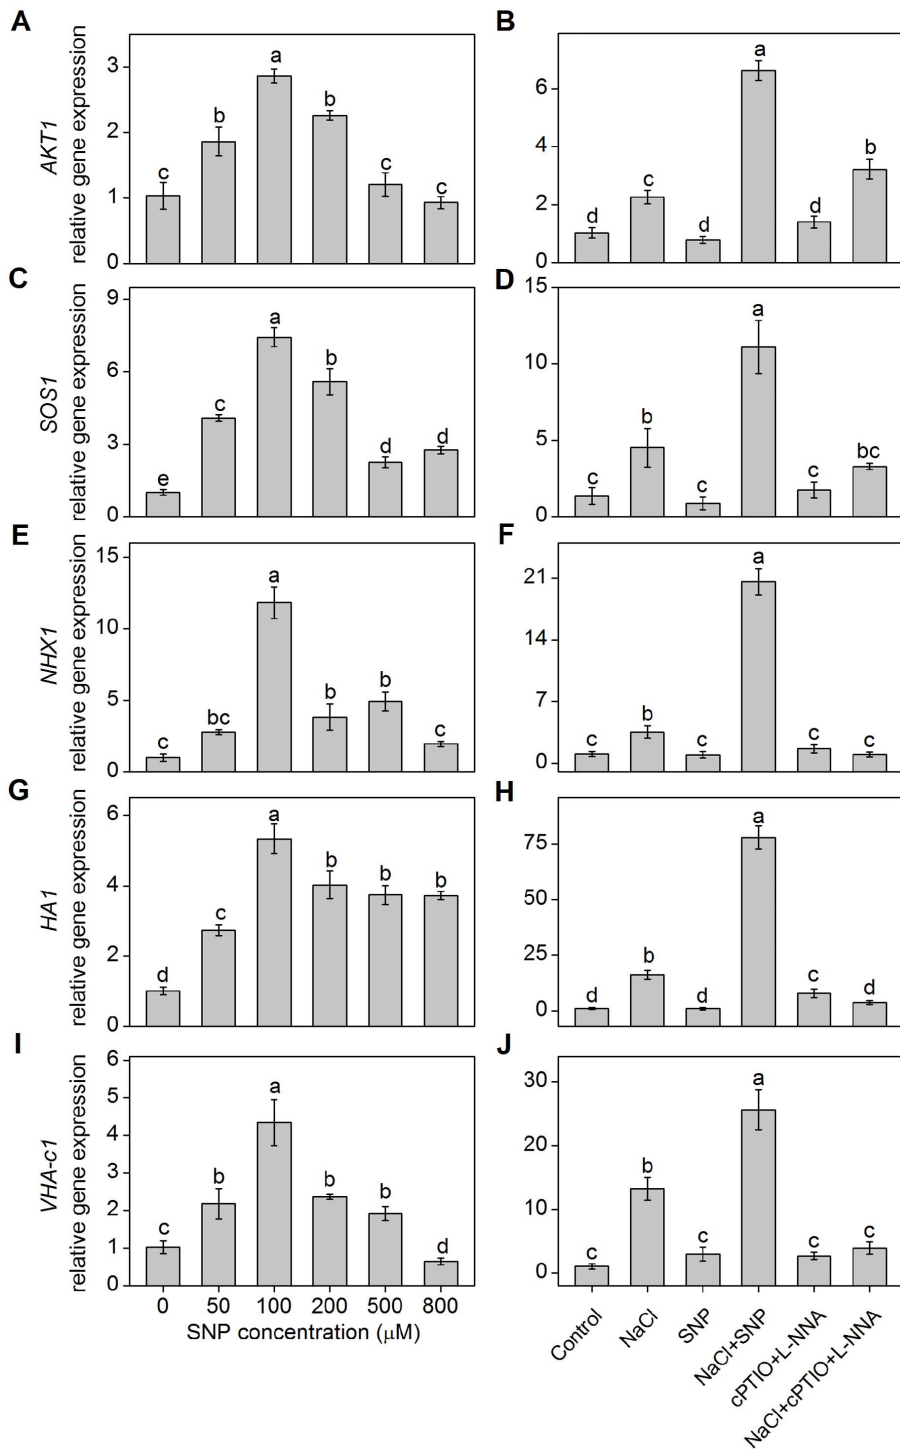 A
AKT1
relative gene expression
3
2
1
0
c
b
a
b
c
c
B
6
4
2
0
d
c
d
a
d
b
C
SOS1
relative gene expression
9
6
3
0
e
c
a
b
d
d
D
15
10
5
0
c
b
c
a
c
bc
E
NHX1
relative gene expression
15
10
5
0
c
bc
a
b
b
c
F
21
14
7
0
c
b
c
a
c
c
G
HA1
relative gene expression
6
4
2
0
d
c
a
b
b
b
H
75
50
25
0
d
b
d
a
c
d
I
VHA-c1
relative gene expression
6
5
4
3
2
1
0
c
b
a
b
b
d
0 50 100 200 500 800
SNP concentration (μM)
J
30
20
10
0
c
b
c
a
c
c
Control
NaCl
SNP
NaCl+SNP
cPTIO+L-NNA
NaCl+cPTIO+L-NNA